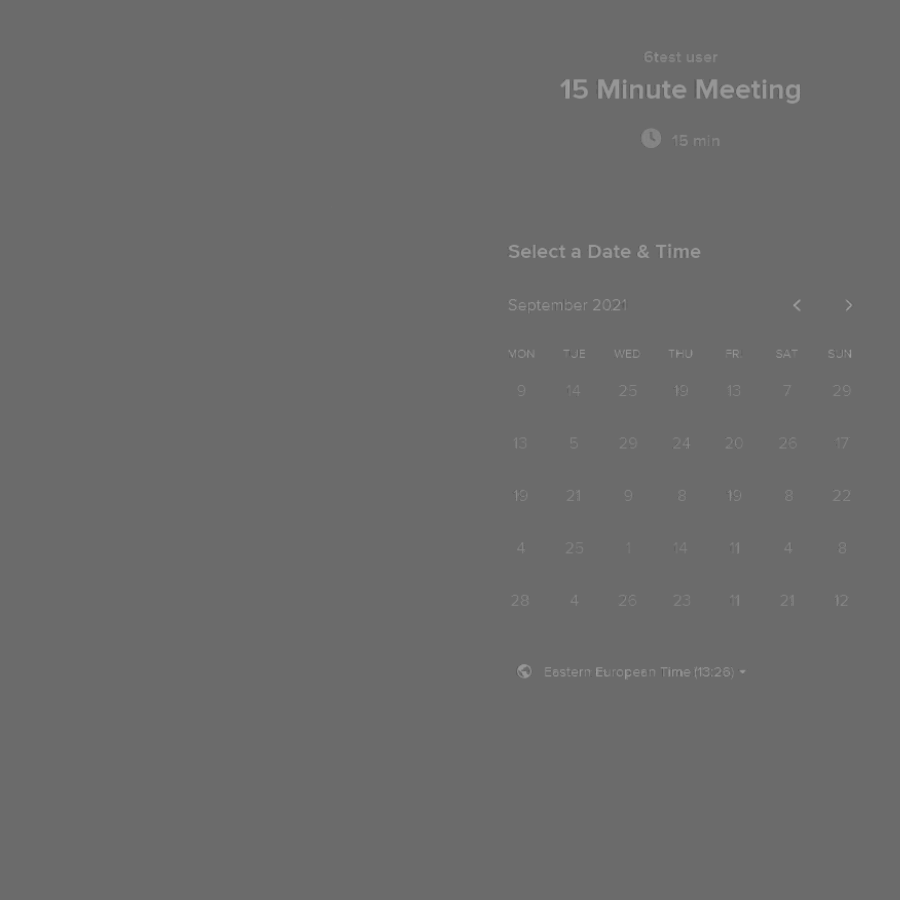 6test user
15 Minute Meeting
15 min
Select a Date & Time
September 2021
MON TUE WED THU FRI SAT SUN
9 14 25 19 13 7 29
13 5 29 24 20 26 17
19 21 9 8 19 8 22
4 25 1 14 11 4 8
28 4 26 23 11 21 12
Eastern European Time (13:26)